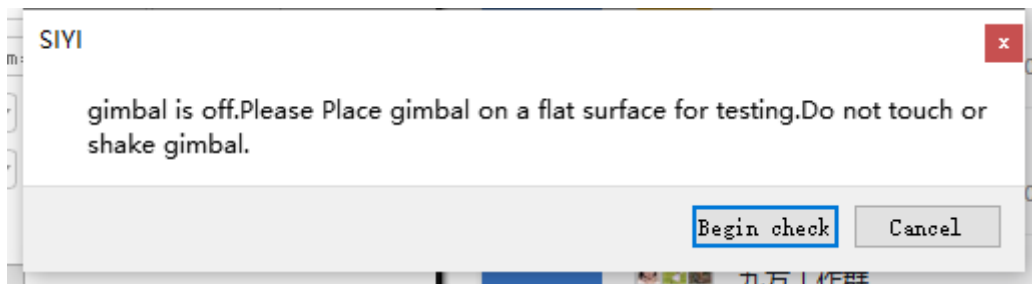 SIYI
gimbal is off.Please Place gimbal on a flat surface for testing.Do not touch or
shake gimbal.
Begin check
Cancel